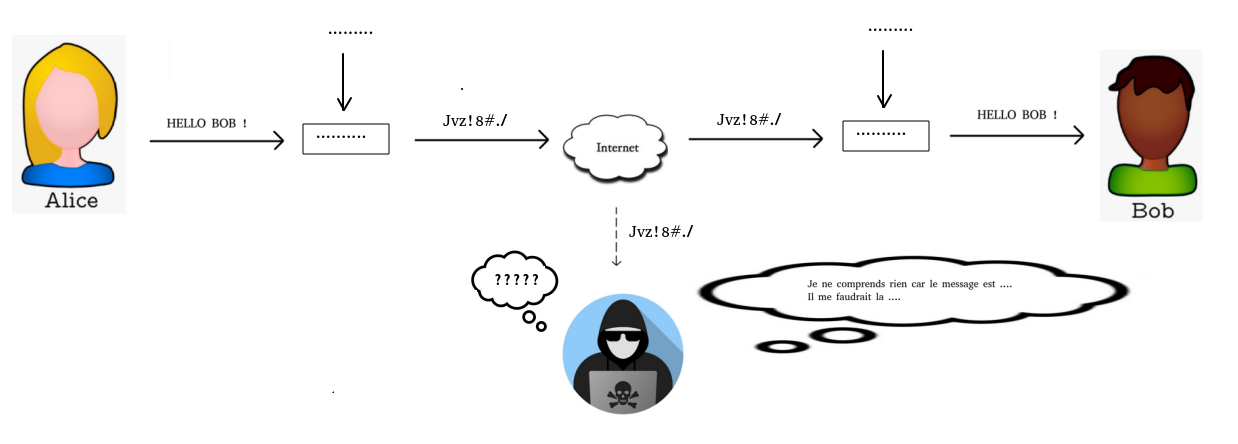 .........
.........
HELLO BOB !
..........
Jvz!8#./
Internet
Jvz!8#./
..........
HELLO BOB !
Alice
Bob
Jvz!8#./
?????
Je ne comprends rien car le message est ....
Il me faudrait la ....